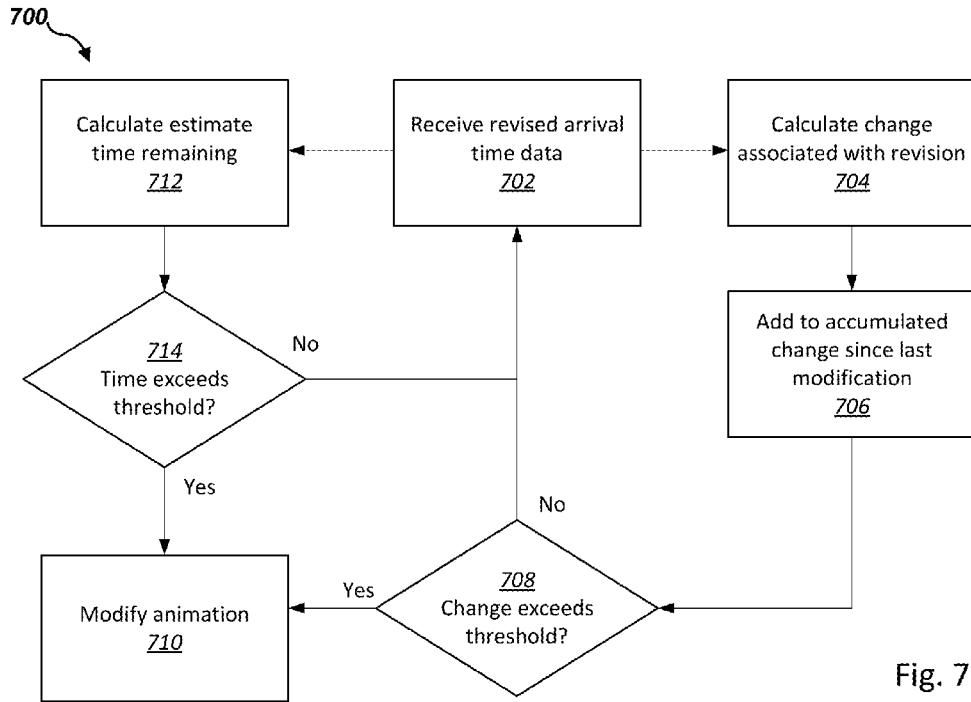 700
Calculate estimate
time remaining
712
Receive revised arrival
time data
702
Calculate change
associated with revision
704
714
Time exceeds
threshold?
No
Add to accumulated
change since last
modification
706
Yes
No
Modify animation
710
Yes
708
Change exceeds
threshold?
Fig. 7